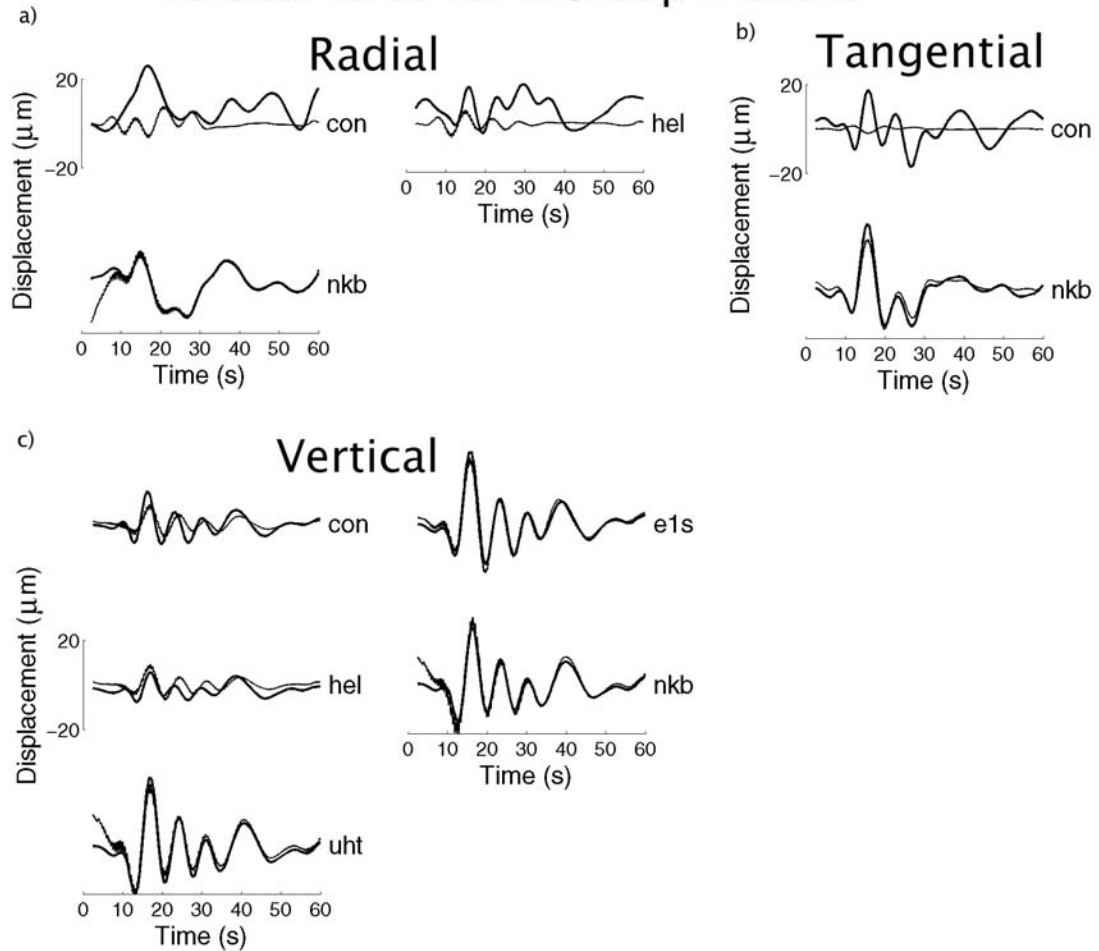 a)
Radial
20
-20
con
hel
Displacement (μm)
nkb
0 10 20 30 40 50 60
Time (s)
0 10 20 30 40 50 60
Time (s)
b)
Tangential
20
-20
con
Displacement (μm)
nkb
0 10 20 30 40 50 60
Time (s)
c)
Vertical
con
e1s
Displacement (μm)
20
-20
hel
nkb
0 10 20 30 40 50 60
Time (s)
uht
0 10 20 30 40 50 60
Time (s)